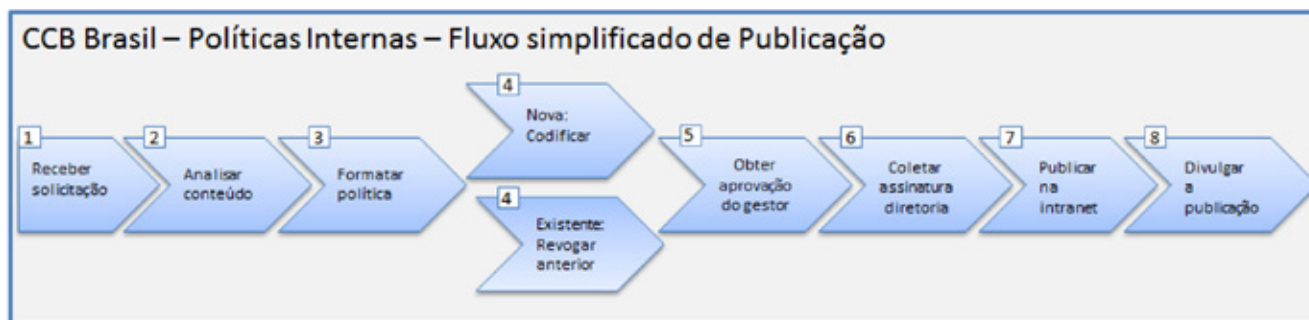 CCB Brasil – Políticas Internas – Fluxo simplificado de Publicação
1
Receber
solicitação
2
Analisar
conteúdo
3
Formatar
política
4
Nova:
Codificar
4
Existente:
Revogar
anterior
5
Obter
aprovação
do gestor
6
Coletar
assinatura
diretoria
7
Publicar
na
intranet
8
Divulgar
a
publicação